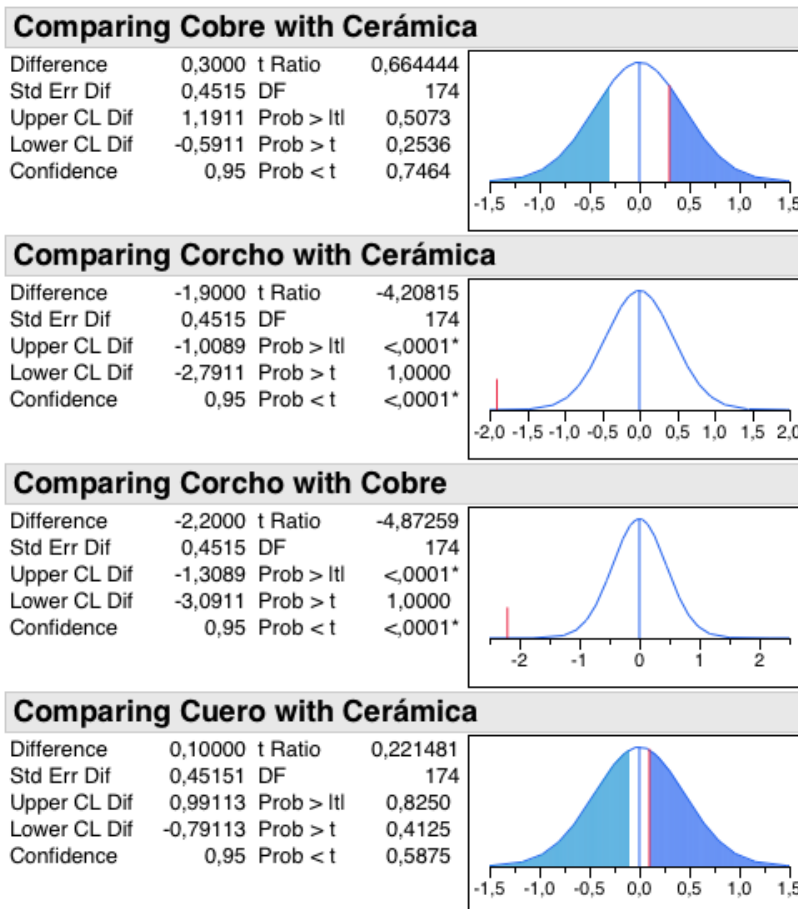 Comparing Cobre with Cerámica
Difference 0,3000 t Ratio 0,664444
Std Err Dif 0,4515 DF 174
Upper CL Dif 1,1911 Prob > |t| 0,5073
Lower CL Dif -0,5911 Prob > t 0,2536
Confidence 0,95 Prob < t 0,7464
-1,5 -1,0 -0,5 0,0 0,5 1,0 1,5
Comparing Corcho with Cerámica
Difference -1,9000 t Ratio -4,20815
Std Err Dif 0,4515 DF 174
Upper CL Dif -1,0089 Prob > |t| <,0001*
Lower CL Dif -2,7911 Prob > t 1,0000
Confidence 0,95 Prob < t <,0001*
-2,0 -1,5 -1,0 -0,5 0,0 0,5 1,0 1,5 2,0
Comparing Corcho with Cobre
Difference -2,2000 t Ratio -4,87259
Std Err Dif 0,4515 DF 174
Upper CL Dif -1,3089 Prob > |t| <,0001*
Lower CL Dif -3,0911 Prob > t 1,0000
Confidence 0,95 Prob < t <,0001*
-2 -1 0 1 2
Comparing Cuero with Cerámica
Difference 0,10000 t Ratio 0,221481
Std Err Dif 0,45151 DF 174
Upper CL Dif 0,99113 Prob > |t| 0,8250
Lower CL Dif -0,79113 Prob > t 0,4125
Confidence 0,95 Prob < t 0,5875
-1,5 -1,0 -0,5 0,0 0,5 1,0 1,5